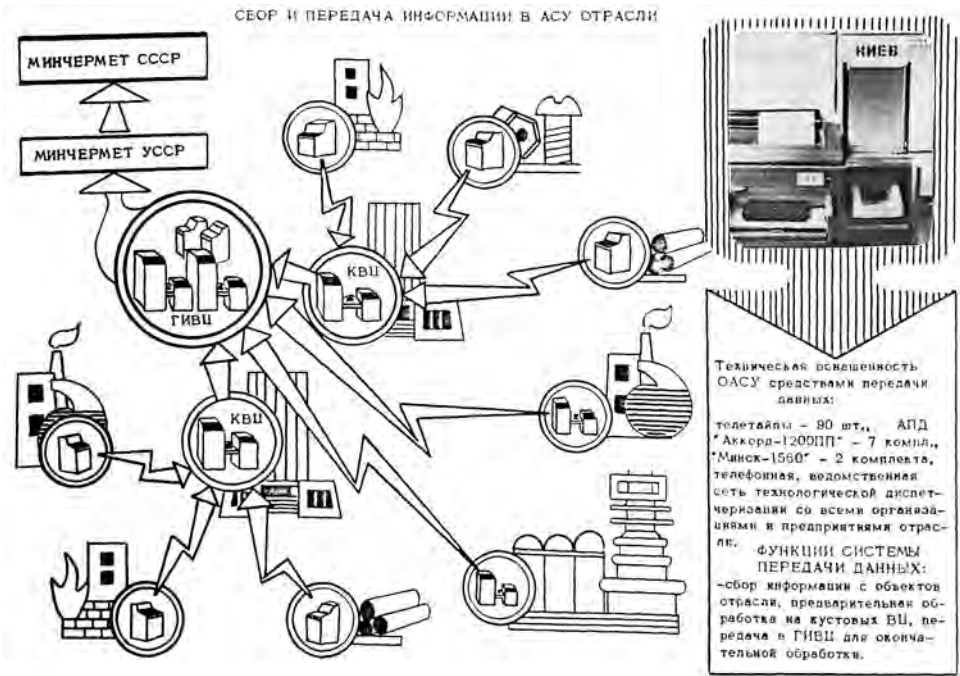 СБОР И ПЕРЕДАЧА ИНФОРМАЦИИ В АСУ ОТРАСЛИ
МИНЧЕРМЕТ СССР
МИНЧЕРМЕТ УССР
ГИВЦ
КВЦ
КВЦ
КИЕВ
Техническая оснащенность
ОАСУ средствами передачи
данных:
телетайпы – 90 шт., АПД
"Аккорд-1200ПП" – 7 компл.,
"Минск-1560" – 2 комплекта,
телефонная, ведомственная
сеть технологической диспет-
черизации со всеми организа-
циями и предприятиями отрас-
ли.
ФУНКЦИИ СИСТЕМЫ
ПЕРЕДАЧИ ДАННЫХ:
-сбор информации с объектов
отрасли, предварительная об-
работка на кустовых ВЦ, пе-
редача в ГИВЦ для оконча-
тельной обработки.